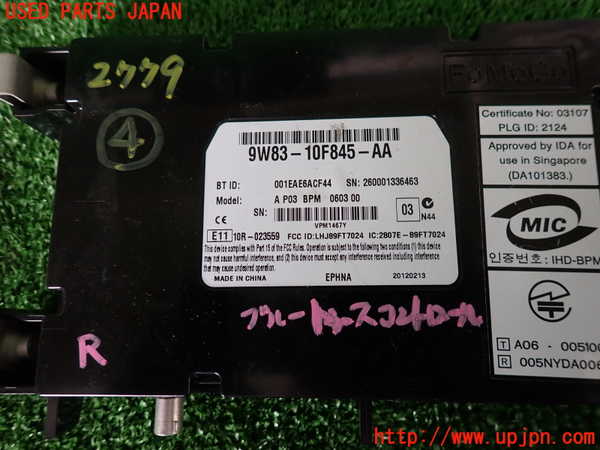 USED PARTS JAPAN
2779
④
FoMoCo
9W83-10F845-AA
BT ID: 001EAE6ACF44 SN: 260001336463
Model: A P03 BPM 0603 00
SN:
VPM1467Y
03
N44
CE
E11 10R-023559 FCC ID:LHJ89FT7024 IC:2807E-89FT7024
This device complies with Part 15 of the FCC Rules. Operation is subject to the following
two conditions: (1) this device may not cause harmful interference, and (2) this device
must accept any interference received, including interference that
may cause undesired operation.
MADE IN CHINA EPHNA 20120213
Certificate No: 03107
PLG ID: 2124
Approved by IDA for
use in Singapore
(DA101383.)
MIC
인증번호: IHD-BPM
T A06 - 005100
R 005NYDA006
R
ブルートゥースコントロール
http://www.upjpn.com